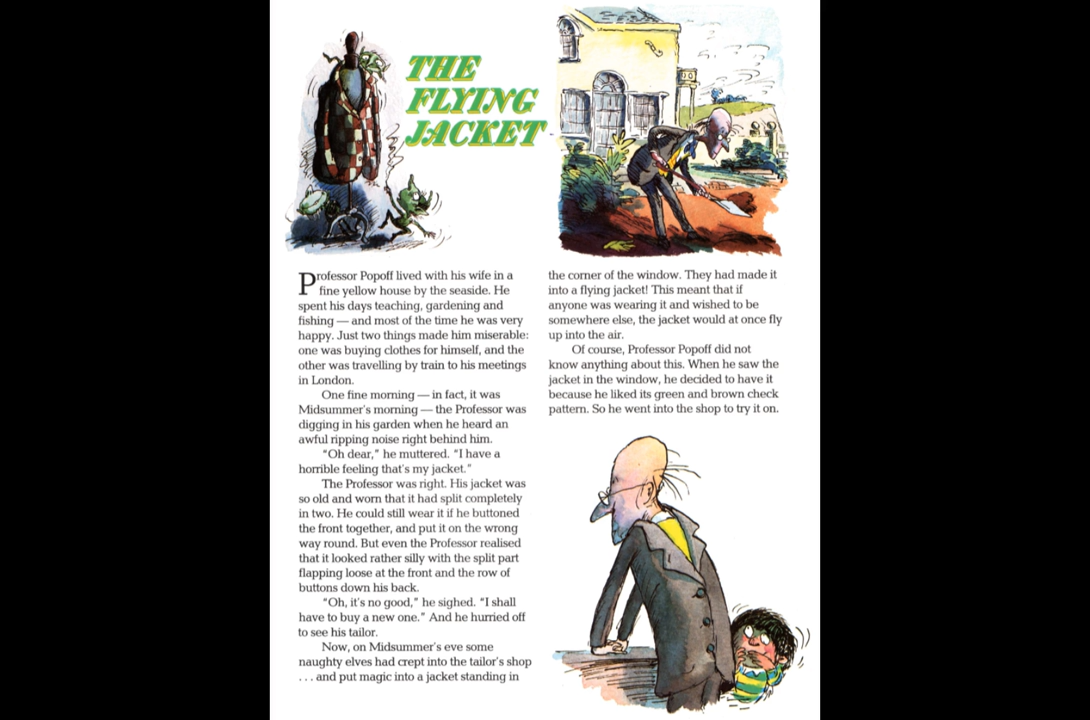 THE
FLYING
JACKET
Professor Popoff lived with his wife in a
fine yellow house by the seaside. He
spent his days teaching, gardening and
fishing — and most of the time he was very
happy. Just two things made him miserable:
one was buying clothes for himself, and the
other was travelling by train to his meetings
in London.
One fine morning — in fact, it was
Midsummer's morning — the Professor was
digging in his garden when he heard an
awful ripping noise right behind him.
"Oh dear," he muttered. "I have a
horrible feeling that's my jacket."
The Professor was right. His jacket was
so old and worn that it had split completely
in two. He could still wear it if he buttoned
the front together, and put it on the wrong
way round. But even the Professor realised
that it looked rather silly with the split part
flapping loose at the front and the row of
buttons down his back.
"Oh, it's no good," he sighed. "I shall
have to buy a new one." And he hurried off
to see his tailor.
Now, on Midsummer's eve some
naughty elves had crept into the tailor's shop
. . . and put magic into a jacket standing in
the corner of the window. They had made it
into a flying jacket! This meant that if
anyone was wearing it and wished to be
somewhere else, the jacket would at once fly
up into the air.
Of course, Professor Popoff did not
know anything about this. When he saw the
jacket in the window, he decided to have it
because he liked its green and brown check
pattern. So he went into the shop to try it on.